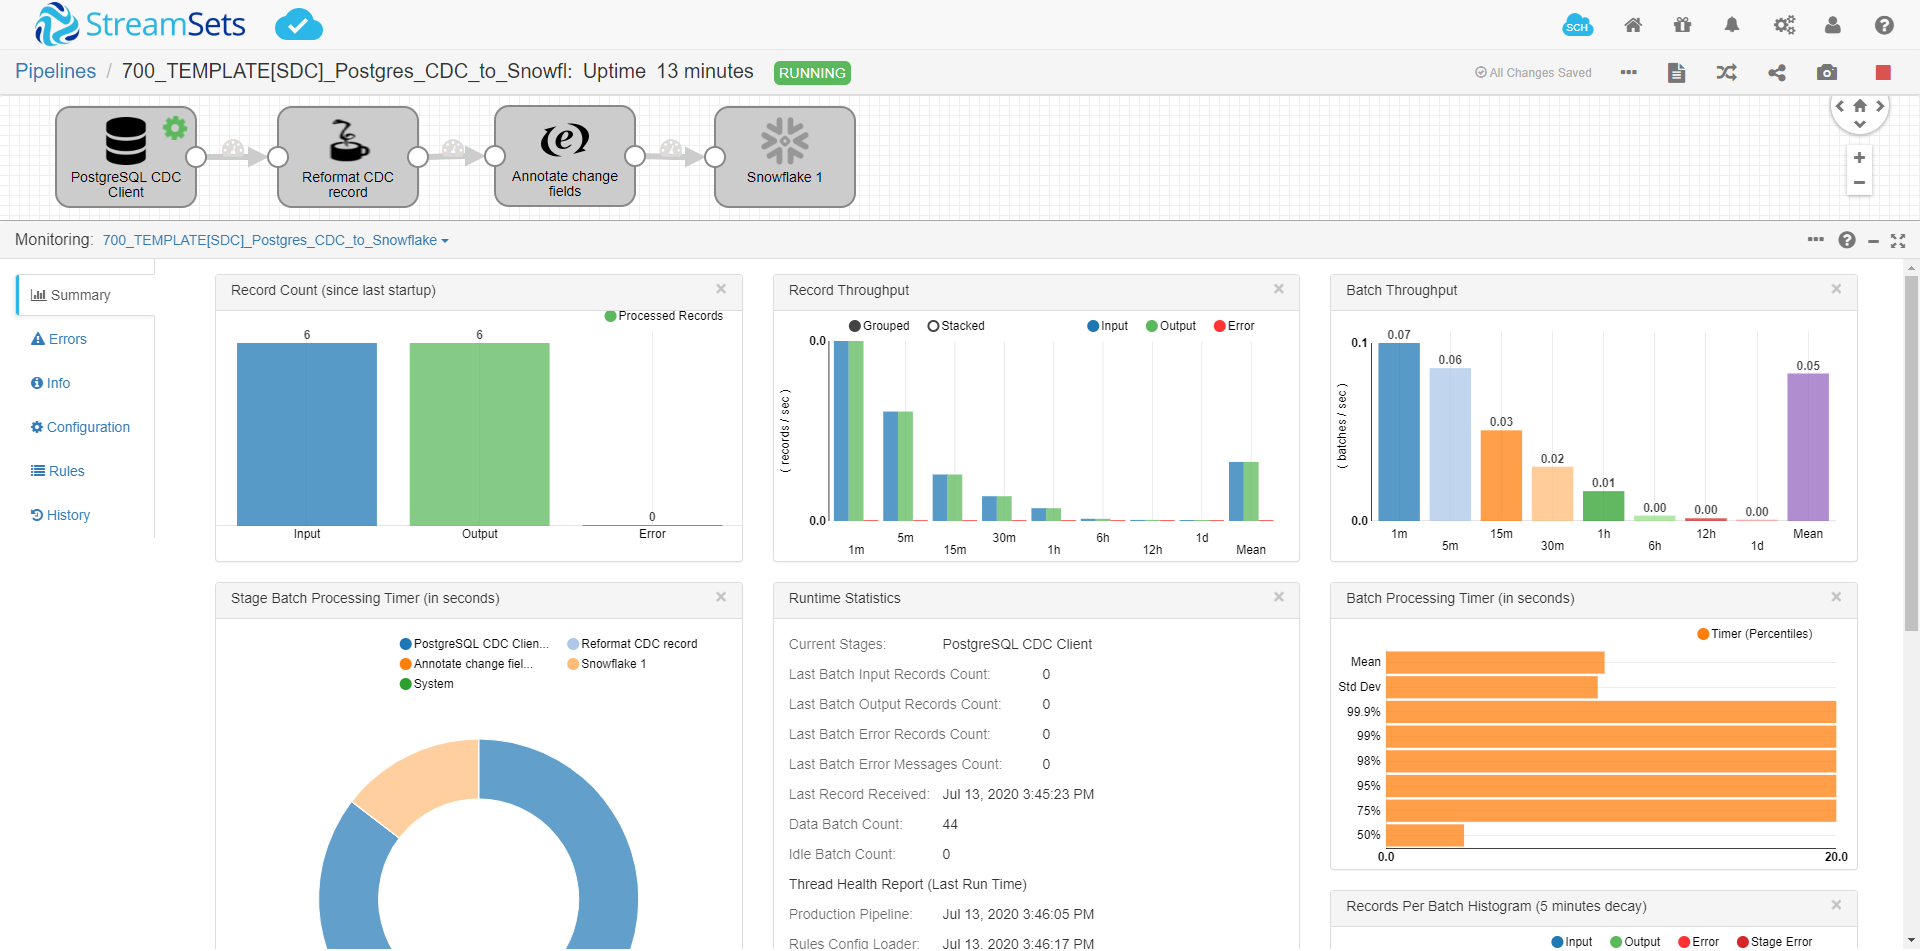 StreamSets
SCH
Pipelines / 700_TEMPLATE[SDC]_Postgres_CDC_to_Snowfl: Uptime 13 minutes RUNNING
All Changes Saved
PostgreSQL CDC
Client
Reformat CDC
record
Annotate change
fields
Snowflake 1
Monitoring: 700_TEMPLATE[SDC]_Postgres_CDC_to_Snowflake
Summary
Errors
Info
Configuration
Rules
History
Record Count (since last startup)
Processed Records
6 6 0
Input Output Error
Record Throughput
Grouped Stacked Input Output Error
0.0
( records / sec )
0.0
1m 5m 15m 30m 1h 6h 12h 1d Mean
Batch Throughput
0.1
( batches / sec )
0.0
0.07 0.06 0.03 0.02 0.01 0.00 0.00 0.00 0.05
1m 5m 15m 30m 1h 6h 12h 1d Mean
Stage Batch Processing Timer (in seconds)
PostgreSQL CDC Clien... Reformat CDC record
Annotate change fiel... Snowflake 1
System
Runtime Statistics
Current Stages: PostgreSQL CDC Client
Last Batch Input Records Count: 0
Last Batch Output Records Count: 0
Last Batch Error Records Count: 0
Last Batch Error Messages Count: 0
Last Record Received: Jul 13, 2020 3:45:23 PM
Data Batch Count: 44
Idle Batch Count: 0
Thread Health Report (Last Run Time)
Production Pipeline: Jul 13, 2020 3:46:05 PM
Rules Config Loader: Jul 13, 2020 3:46:17 PM
Batch Processing Timer (in seconds)
Timer (Percentiles)
Mean
Std Dev
99.9%
99%
98%
95%
75%
50%
0.0 20.0
Records Per Batch Histogram (5 minutes decay)
Input Output Error Stage Error